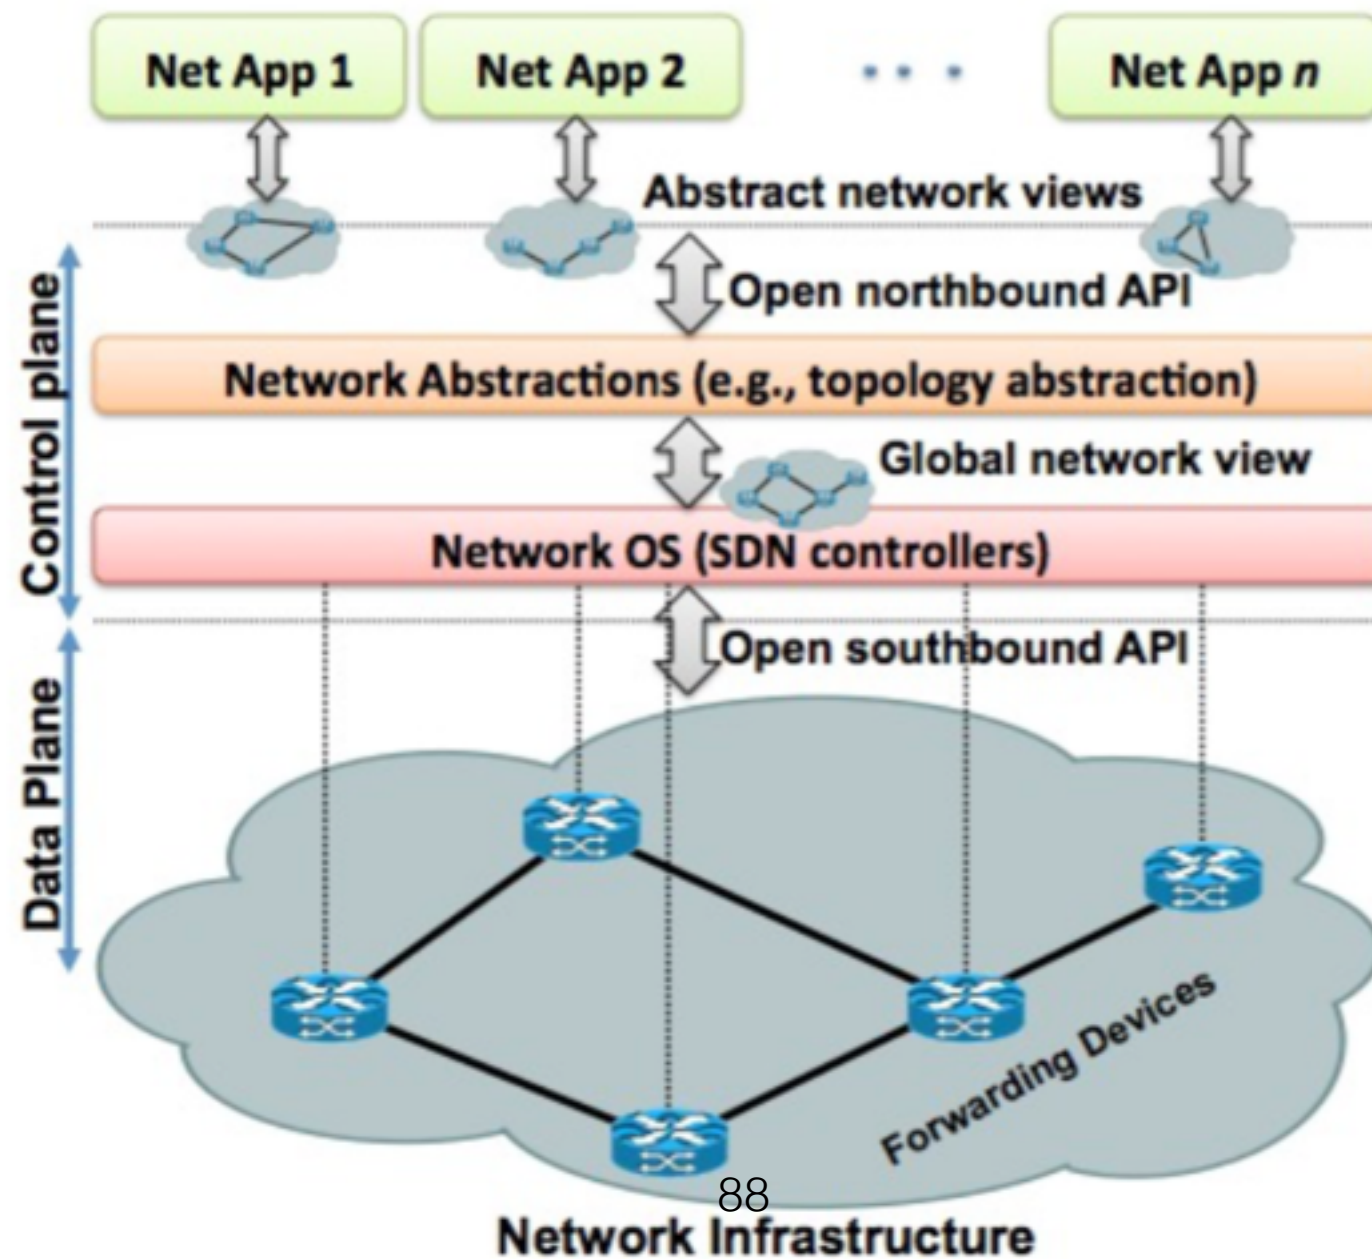 Net App 1
Net App 2
Net App n
Abstract network views
Open northbound API
Control plane
Network Abstractions (e.g., topology abstraction)
Global network view
Network OS (SDN controllers)
Open southbound API
Data Plane
Forwarding Devices
88
Network Infrastructure